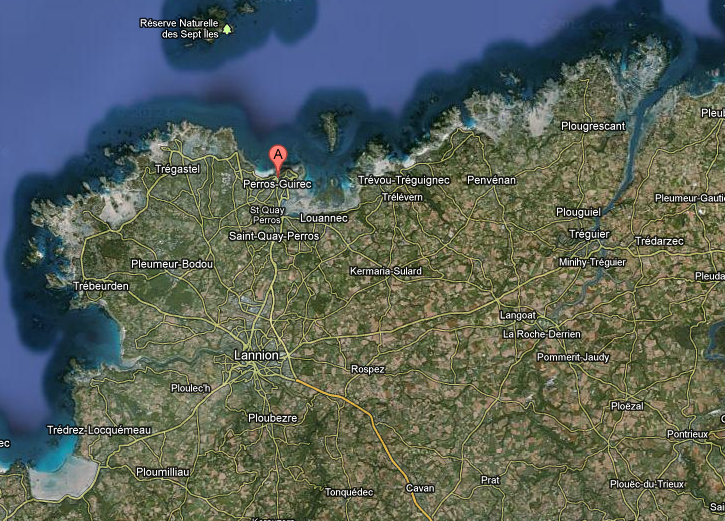 Réserve Naturelle
des Sept Îles
Plougrescant
A
Trégastel
Perros-Guirec
Trévou-Tréguignec
Penvénan
Trélévern
St Quay
Perros
Louannec
Plouguiel
Saint-Quay-Perros
Tréguier
Trédarzec
Pleumeur-Bodou
Kermaria-Sulard
Minihy-Tréguier
Trébeurden
Langoat
La Roche-Derrien
Lannion
Pommerit-Jaudy
Rospez
Ploulec'h
Ploubezre
Ploëzal
Trédrez-Locquémeau
Pontrieux
Ploumilliau
Prat
Plouëc-du-Trieux
Tonquédec
Cavan